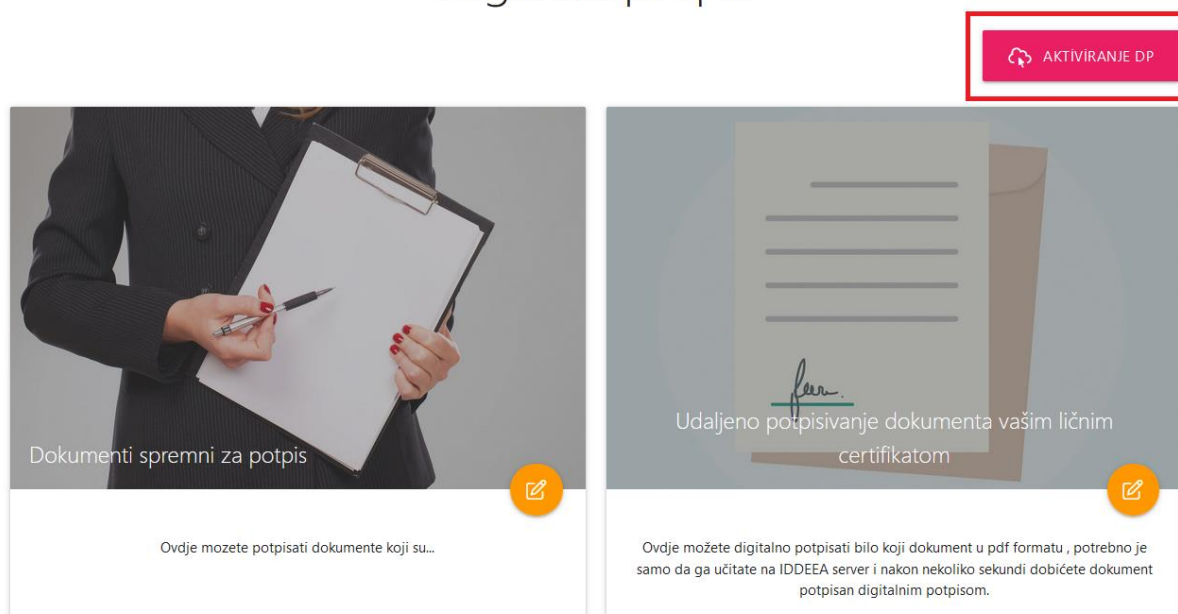 AKTIVIRANJE DP
Dokumenti spremni za potpis
Udaljeno potpisivanje dokumenta vašim ličnim
certifikatom
Ovdje mozete potpisati dokumente koji su...
Ovdje možete digitalno potpisati bilo koji dokument u pdf formatu , potrebno je
samo da ga učitate na IDDEEA server i nakon nekoliko sekundi dobićete dokument
potpisan digitalnim potpisom.